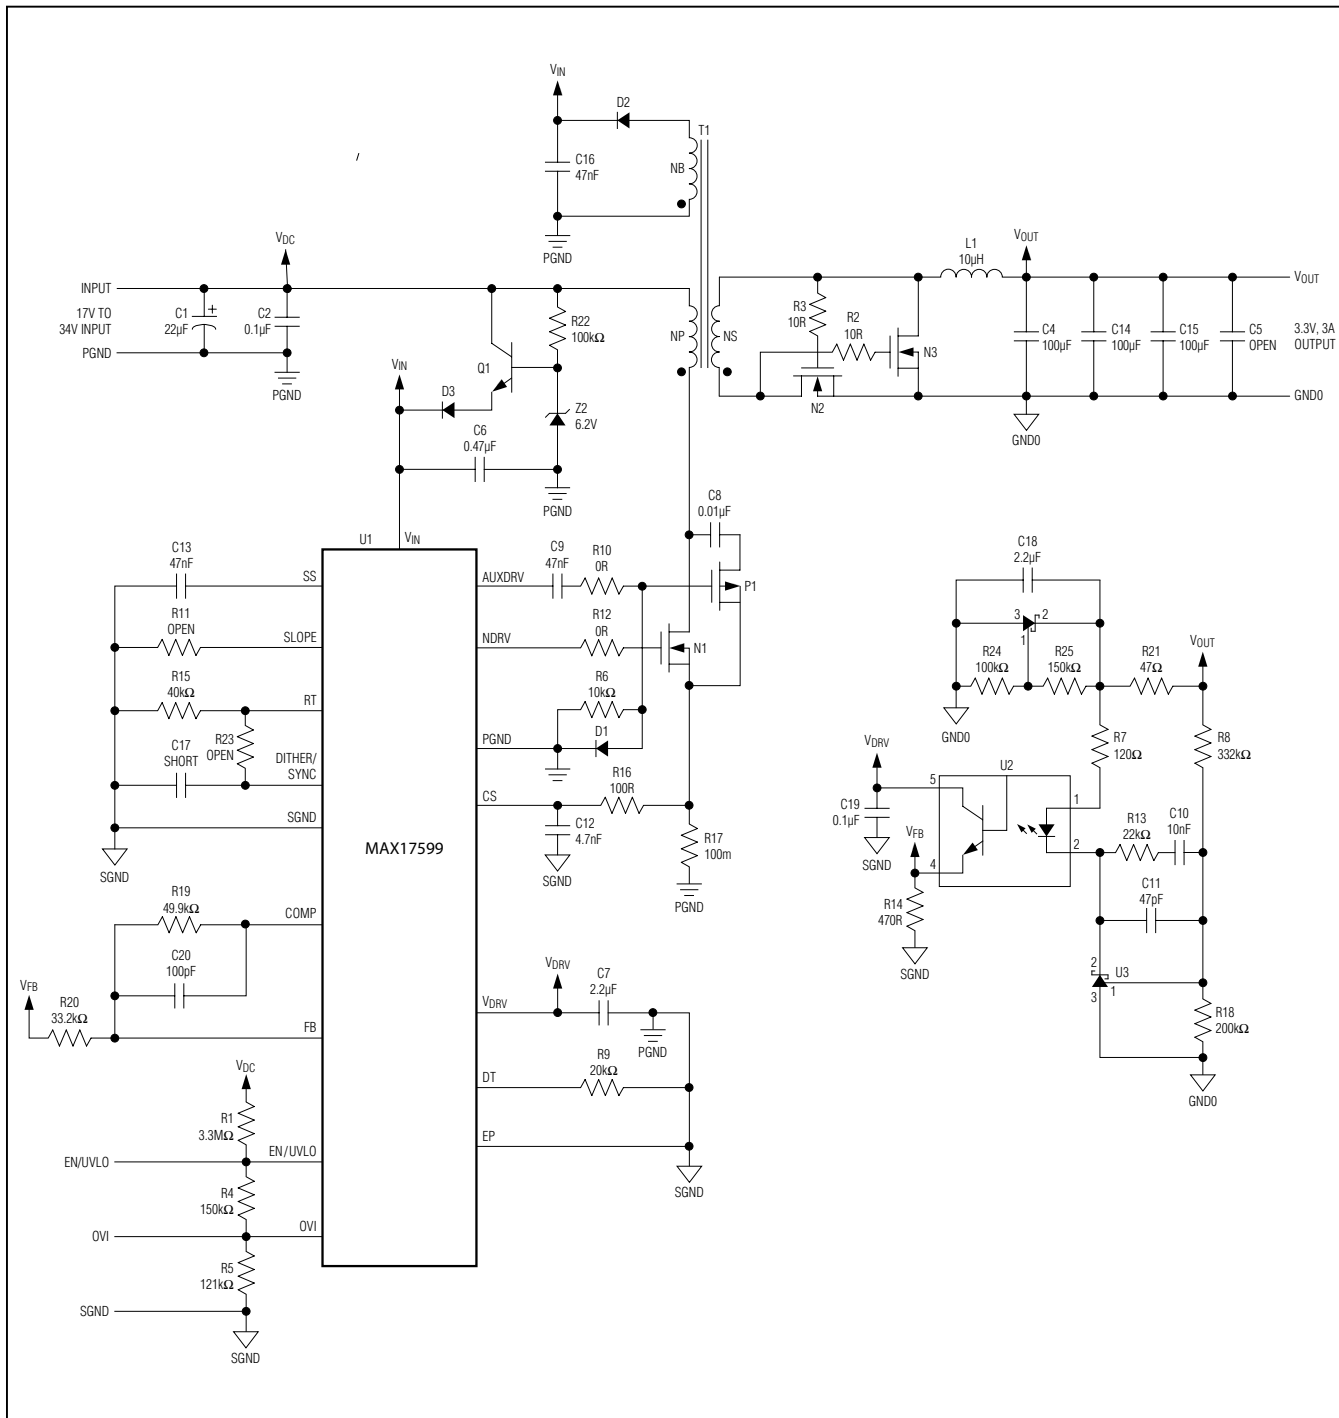 VIN
D2
T1
C16
47nF
NB
PGND
VDC
L1
10µH
VOUT
INPUT
VOUT
17V TO
34V INPUT
C1
22µF
+
C2
0.1µF
R22
100kΩ
NP
NS
R3
10R
R2
10R
N3
C4
100µF
C14
100µF
C15
100µF
C5
OPEN
3.3V, 3A
OUTPUT
PGND
PGND
VIN
Q1
D3
Z2
6.2V
N2
GND0
GND0
C6
0.47µF
PGND
C8
0.01µF
U1
VIN
C13
47nF
SS
AUXDRV
C9
47nF
R10
0R
P1
C18
2.2µF
R11
OPEN
SLOPE
NDRV
R12
0R
N1
3
2
1
R15
40kΩ
RT
R6
10kΩ
R24
100kΩ
R25
150kΩ
R21
47Ω
VOUT
C17
SHORT
R23
OPEN
DITHER/
SYNC
PGND
D1
GND0
R7
120Ω
R8
332kΩ
R16
100R
CS
VDRV
U2
5
1
SGND
C12
4.7nF
SGND
R17
100m
PGND
MAX17599
C19
0.1µF
SGND
VFB
4
2
R13
22kΩ
C10
10nF
SGND
R19
49.9kΩ
COMP
C20
100pF
R14
470R
SGND
C11
47pF
VFB
R20
33.2kΩ
FB
VDRV
VDRV
C7
2.2µF
PGND
2
U3
3
1
R18
200kΩ
GND0
VDC
DT
R9
20kΩ
R1
3.3MΩ
EP
EN/UVLO
EN/UVLO
SGND
R4
150kΩ
OVI
OVI
R5
121kΩ
SGND
SGND